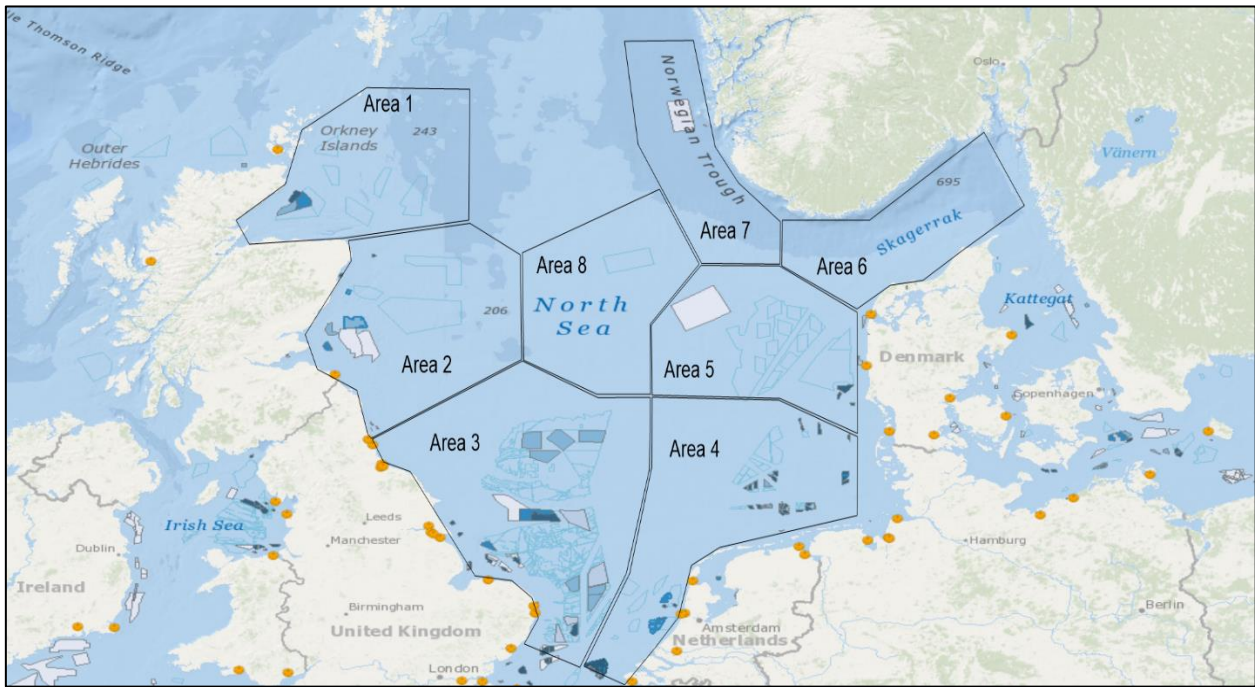 ie Thomson Ridge
Area 1
Orkney
Islands
243
Outer
Hebrides
Norwegian Trough
Oslo
Vänern
695
Skagerrak
Area 7
Area 6
Area 8
North
Sea
206
Area 2
Area 5
Kattegat
Denmark
Copenhagen
Area 3
Area 4
Irish Sea
Leeds
Manchester
Dublin
Ireland
Hamburg
Birmingham
United Kingdom
Amsterdam
Netherlands
Berlin
London